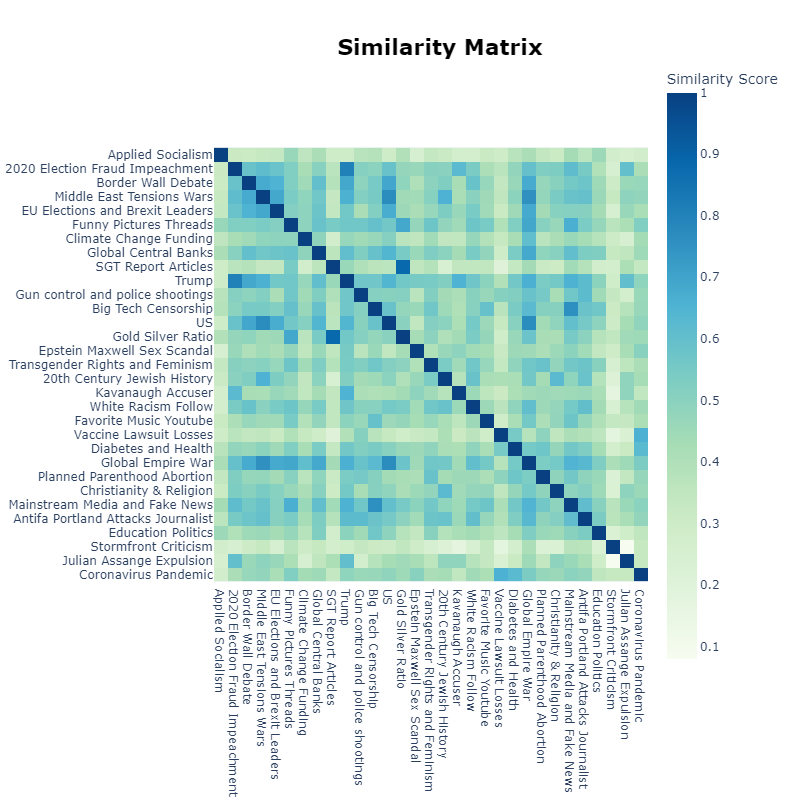 Similarity Matrix
Similarity Score
1
0.9
0.8
0.7
0.6
0.5
0.4
0.3
0.2
0.1
Applied Socialism
2020 Election Fraud Impeachment
Border Wall Debate
Middle East Tensions Wars
EU Elections and Brexit Leaders
Funny Pictures Threads
Climate Change Funding
Global Central Banks
SGT Report Articles
Trump
Gun control and police shootings
Big Tech Censorship
US
Gold Silver Ratio
Epstein Maxwell Sex Scandal
Transgender Rights and Feminism
20th Century Jewish History
Kavanaugh Accuser
White Racism Follow
Favorite Music Youtube
Vaccine Lawsuit Losses
Diabetes and Health
Global Empire War
Planned Parenthood Abortion
Christianity & Religion
Mainstream Media and Fake News
Antifa Portland Attacks Journalist
Education Politics
Stormfront Criticism
Julian Assange Expulsion
Coronavirus Pandemic
Applied Socialism
2020 Election Fraud Impeachment
Border Wall Debate
Middle East Tensions Wars
EU Elections and Brexit Leaders
Funny Pictures Threads
Climate Change Funding
Global Central Banks
SGT Report Articles
Trump
Gun control and police shootings
Big Tech Censorship
US
Gold Silver Ratio
Epstein Maxwell Sex Scandal
Transgender Rights and Feminism
20th Century Jewish History
Kavanaugh Accuser
White Racism Follow
Favorite Music Youtube
Vaccine Lawsuit Losses
Diabetes and Health
Global Empire War
Planned Parenthood Abortion
Christianity & Religion
Mainstream Media and Fake News
Antifa Portland Attacks Journalist
Education Politics
Stormfront Criticism
Julian Assange Expulsion
Coronavirus Pandemic